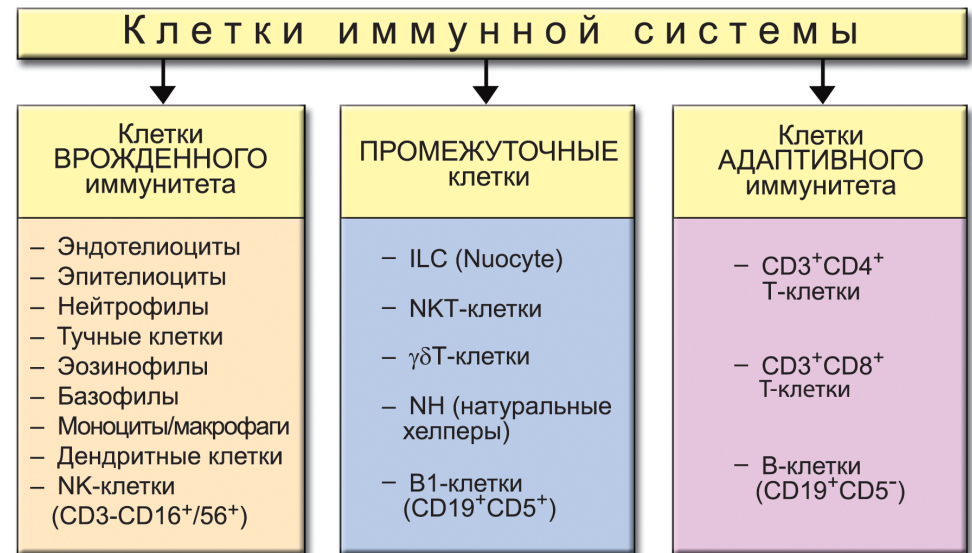 Клетки иммунной системы
Клетки
ВРОЖДЕННОГО
иммунитета
– Эндотелиоциты
– Эпителиоциты
– Нейтрофилы
– Тучные клетки
– Эозинофилы
– Базофилы
– Моноциты/макрофаги
– Дендритные клетки
– NK-клетки
(CD3-CD16⁺/56⁺)
ПРОМЕЖУТОЧНЫЕ
клетки
– ILC (Nuocyte)
– NKT-клетки
– γδT-клетки
– NH (натуральные
хелперы)
– B1-клетки
(CD19⁺CD5⁺)
Клетки
АДАПТИВНОГО
иммунитета
– CD3⁺CD4⁺
Т-клетки
– CD3⁺CD8⁺
Т-клетки
– В-клетки
(CD19⁺CD5⁻)